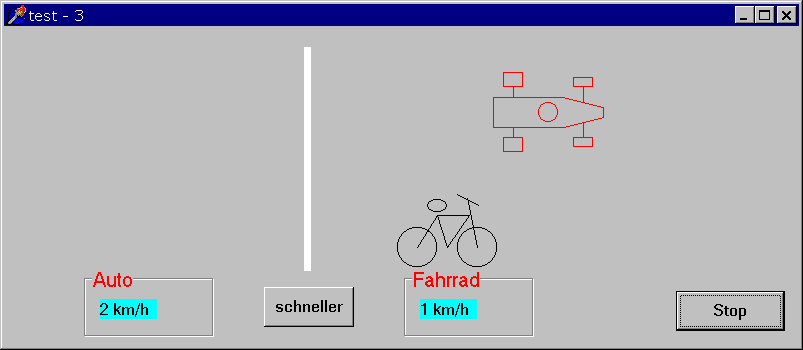 test - 3
Auto
2 km/h
schneller
Fahrrad
1 km/h
Stop